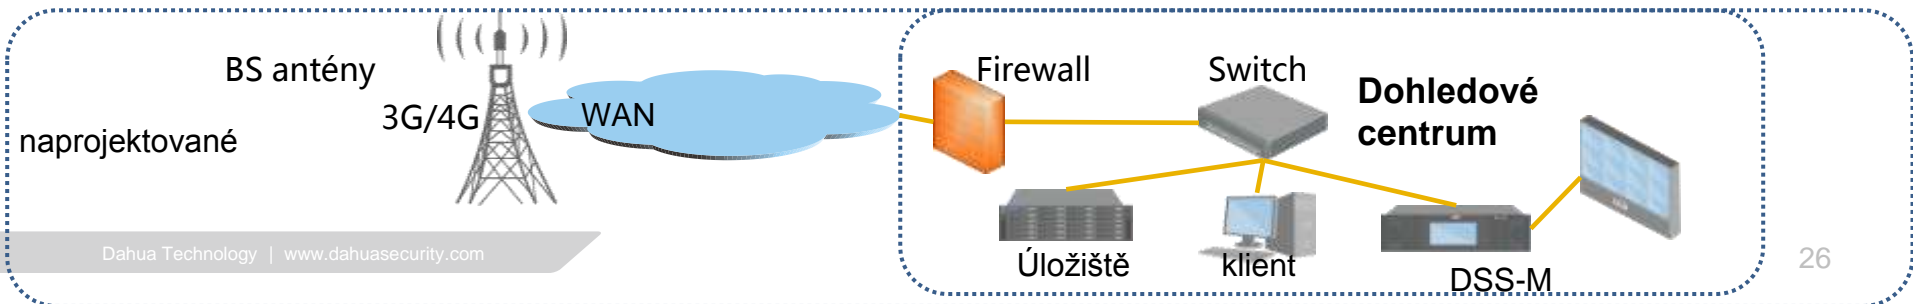 BS antény
3G/4G
WAN
naprojektované
Firewall
Switch
Dohledové
centrum
Úložiště
klient
DSS-M
Dahua Technology | www.dahuasecurity.com
26